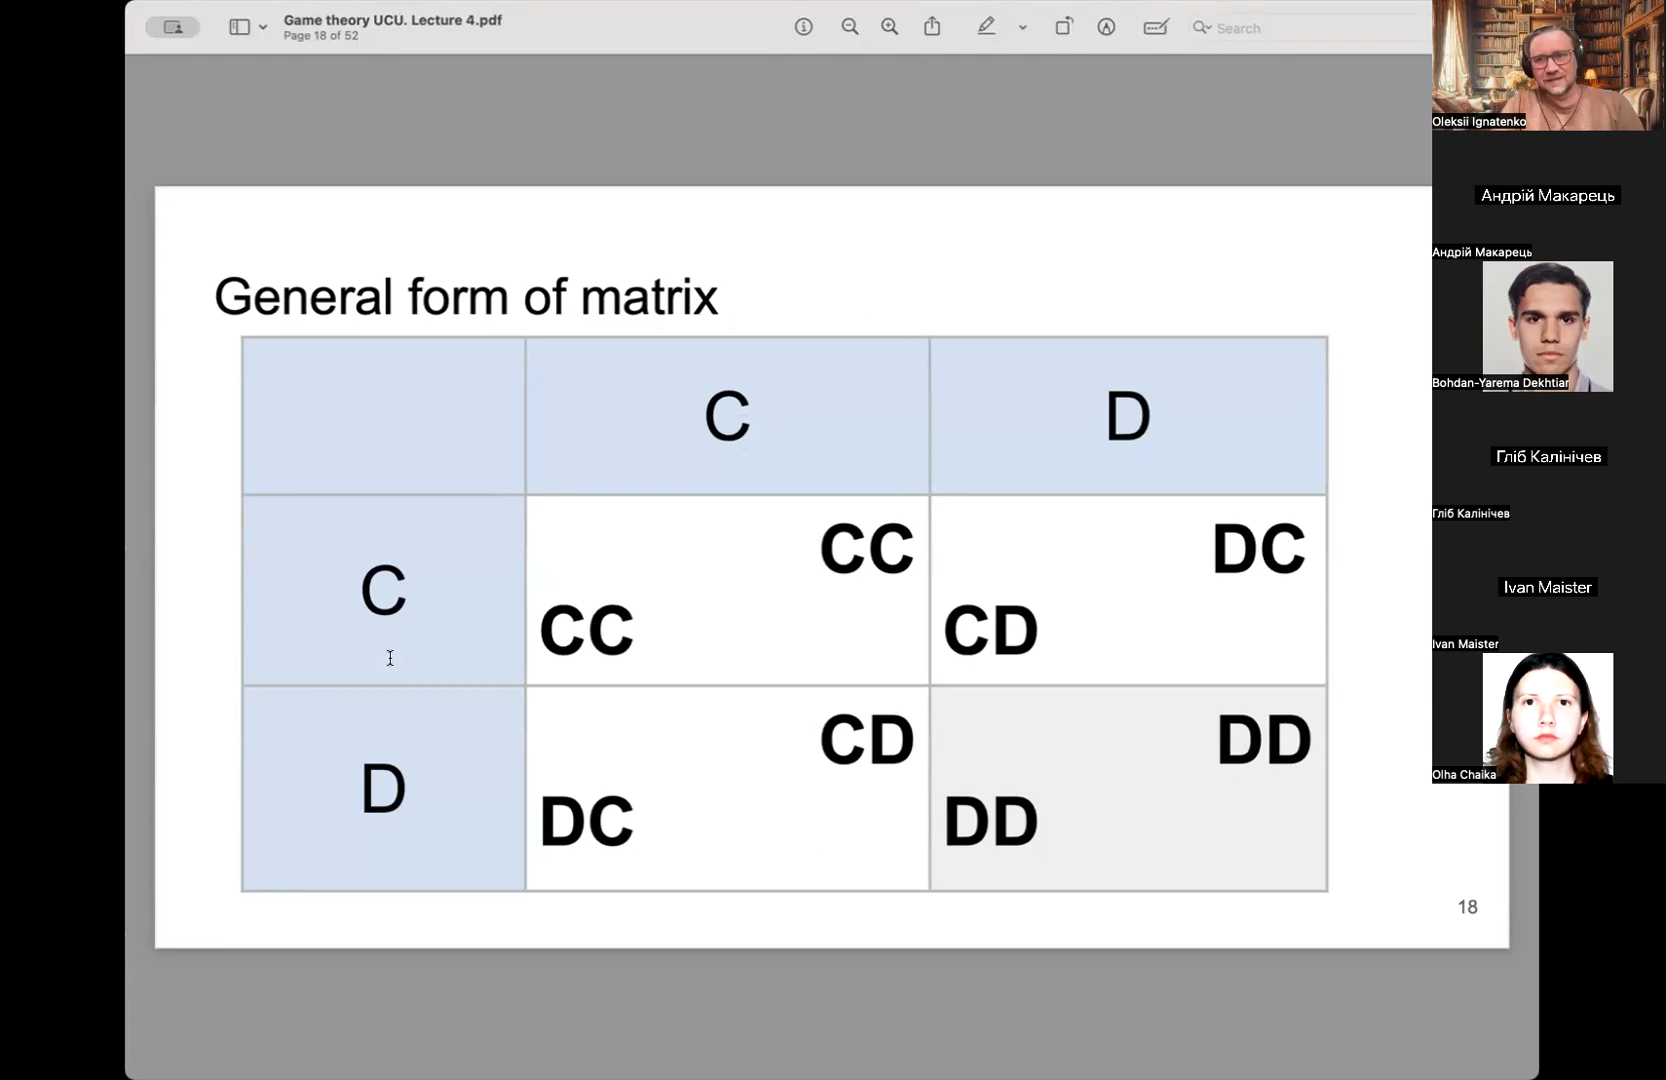 Game theory UCU. Lecture 4.pdf
Page 18 of 52
Search
General form of matrix
C
D
C
CC
CC
DC
CD
D
CD
DC
DD
DD
18
Oleksii Ignatenko
Андрій Макарець
Андрій Макарець
Bohdan-Yarema Dekhtiar
Гліб Калінічев
Гліб Калінічев
Ivan Maister
Ivan Maister
Olha Chaika